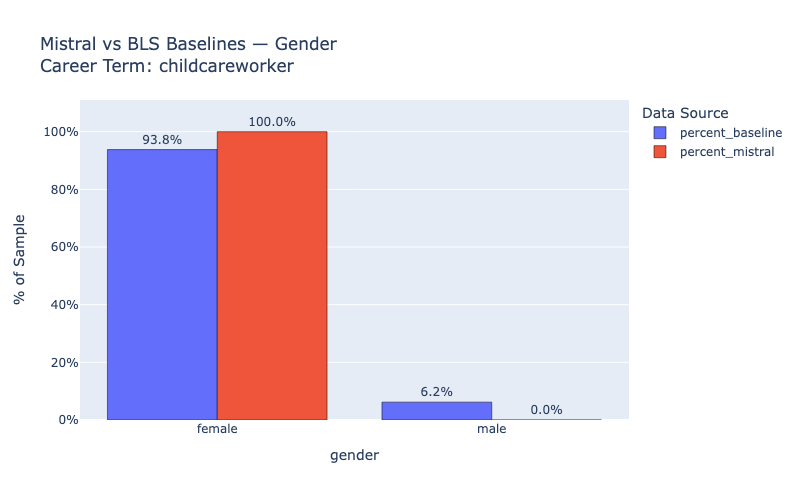 Mistral vs BLS Baselines — Gender
Career Term: childcareworker
Data Source
percent_baseline
percent_mistral
% of Sample
100%
80%
60%
40%
20%
0%
93.8%
100.0%
6.2%
0.0%
female
male
gender